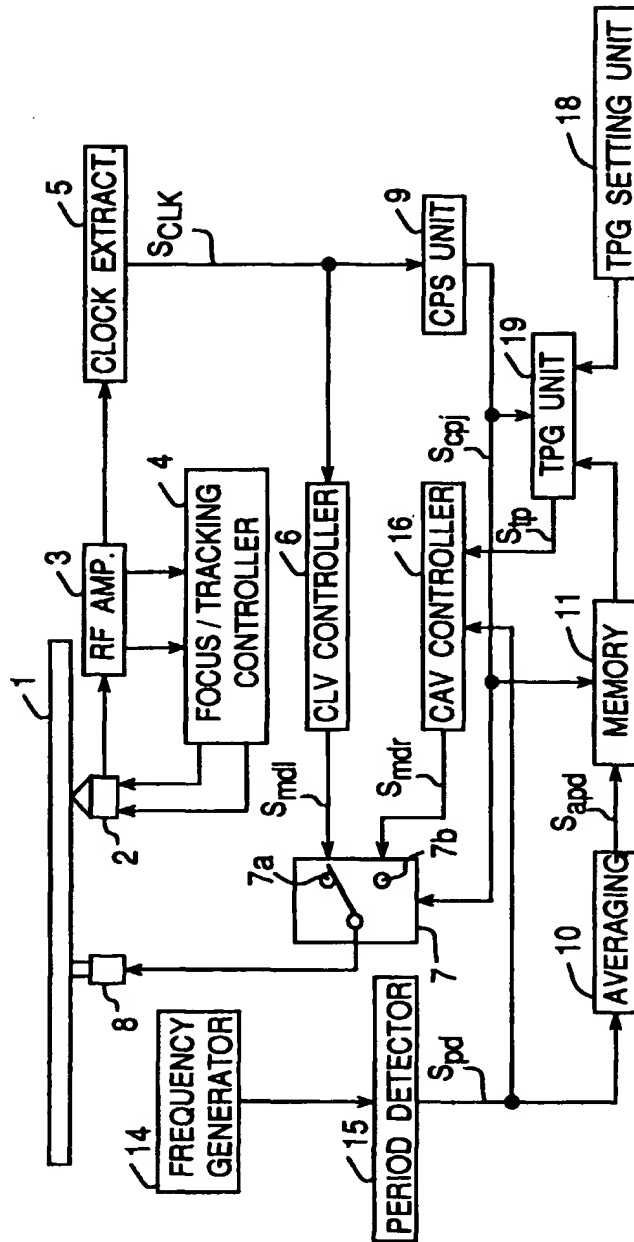 1
2
8
3
RF AMP.
4
FOCUS / TRACKING
CONTROLLER
5
CLOCK EXTRACT.
SCLK
14
FREQUENCY
GENERATOR
15
PERIOD DETECTOR
7a
7b
7
Smdl
6
CLV CONTROLLER
Smdr
16
CAV CONTROLLER
9
CPS UNIT
Scpj
Stp
19
TPG UNIT
18
TPG SETTING UNIT
Spd
10
AVERAGING
Sapd
11
MEMORY